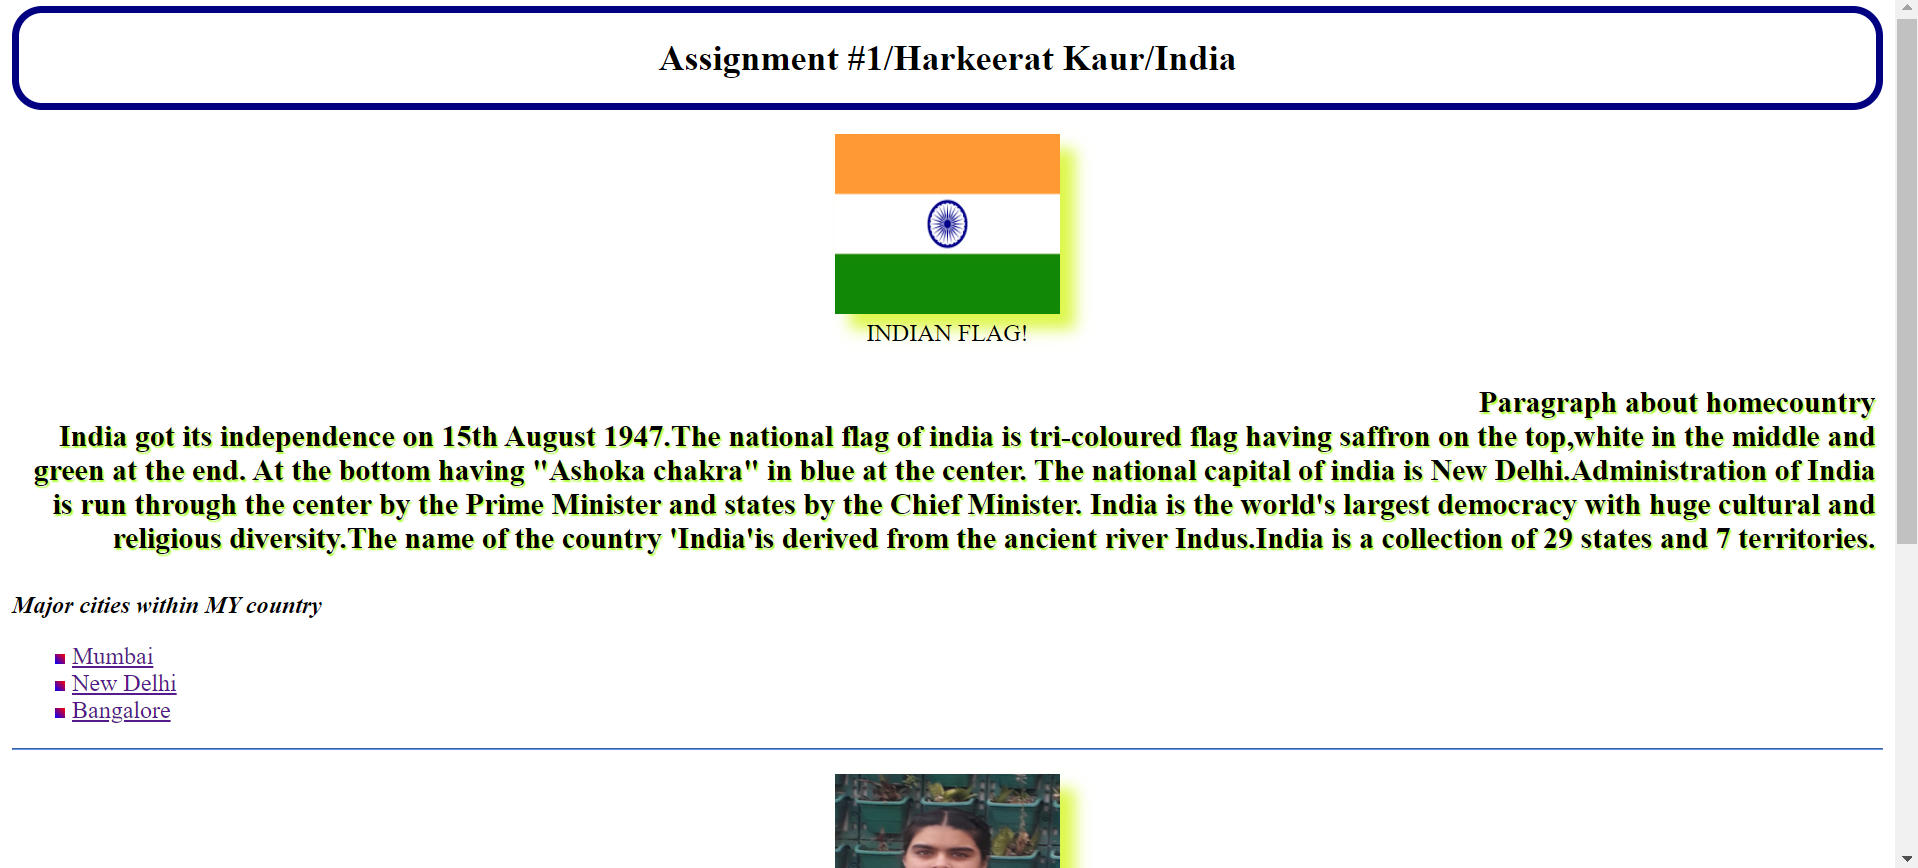 Assignment #1/Harkeerat Kaur/India
INDIAN FLAG!
Paragraph about homecountry
India got its independence on 15th August 1947.The national flag of india is tri-coloured flag having saffron on the top,white in the middle and
green at the end. At the bottom having "Ashoka chakra" in blue at the center. The national capital of india is New Delhi.Administration of India
is run through the center by the Prime Minister and states by the Chief Minister. India is the world's largest democracy with huge cultural and
religious diversity.The name of the country 'India'is derived from the ancient river Indus.India is a collection of 29 states and 7 territories.
Major cities within MY country
Mumbai
New Delhi
Bangalore